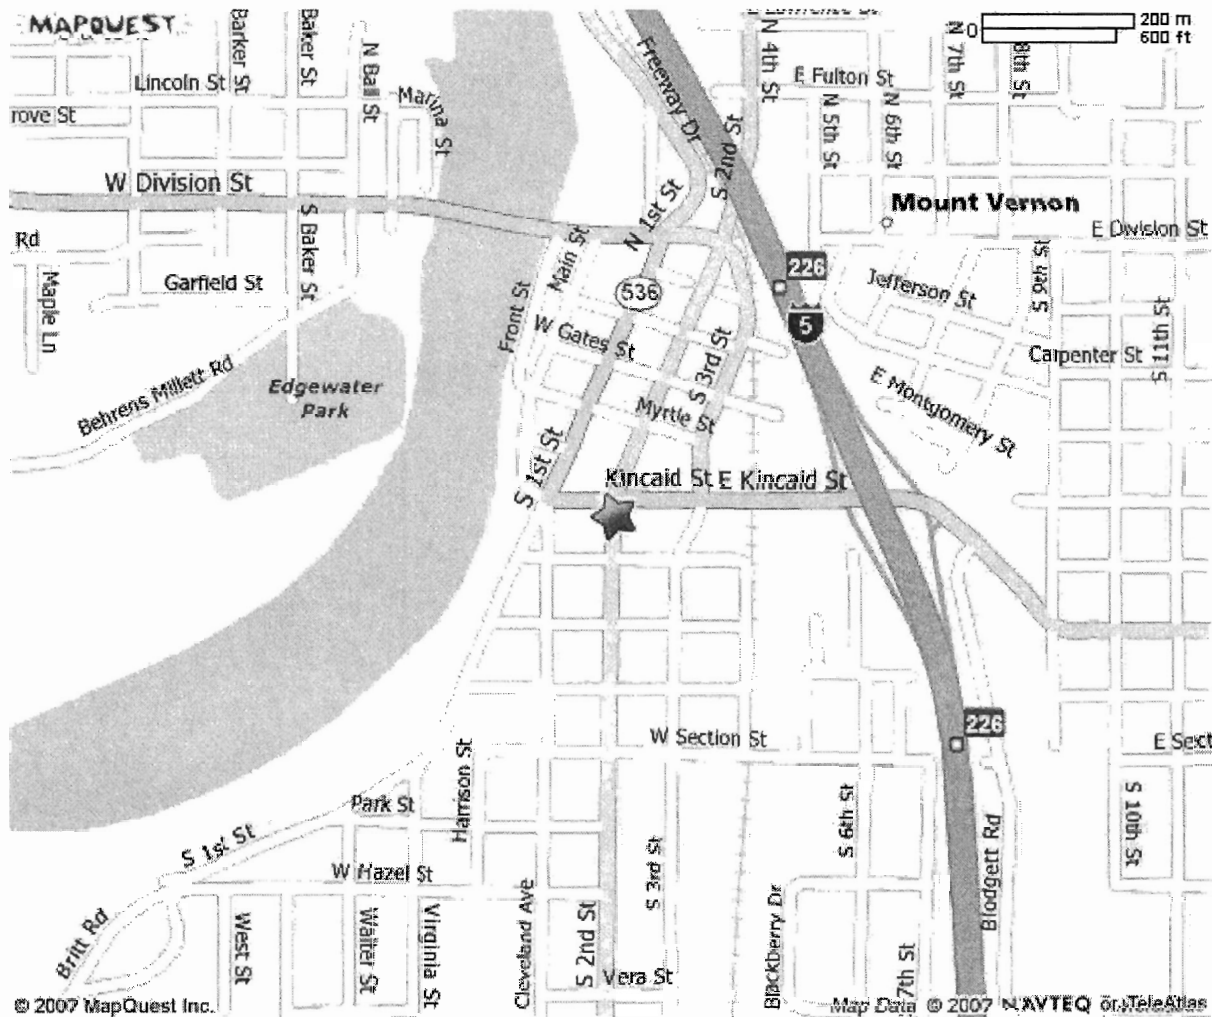 MAPQUEST
Barker St
Baker St
N Ball St
Lincoln St
Marina St
rove St
W Division St
Rd
Maple Ln
Garfield St
S Baker St
Behrens Millett Rd
Edgewater
Park
Freeway Dr
E Lawrence St
0
200 m
600 ft
N 4th St
E Fulton St
N 7th St
8th St
N 5th St
N 6th St
S 2nd St
N 1st St
Mount Vernon
E Division St
Main St
226
536
5
Front St
W Gates St
S 3rd St
Myrtle St
Jefferson St
S 9th St
S 11th St
Carpenter St
E Montgomery St
S 1st St
Kincaid St
E Kincaid St
226
W Section St
E Sect
Harrison St
Park St
S 1st St
W Hazel St
S 3rd St
S 6th St
S 10th St
Blodgett Rd
Britt Rd
West St
Walter St
Virginia St
Cleveland Ave
S 2nd St
Vera St
Blackberry Dr
7th St
© 2007 MapQuest Inc.
Map Data © 2007 NAVTEQ or TeleAtlas